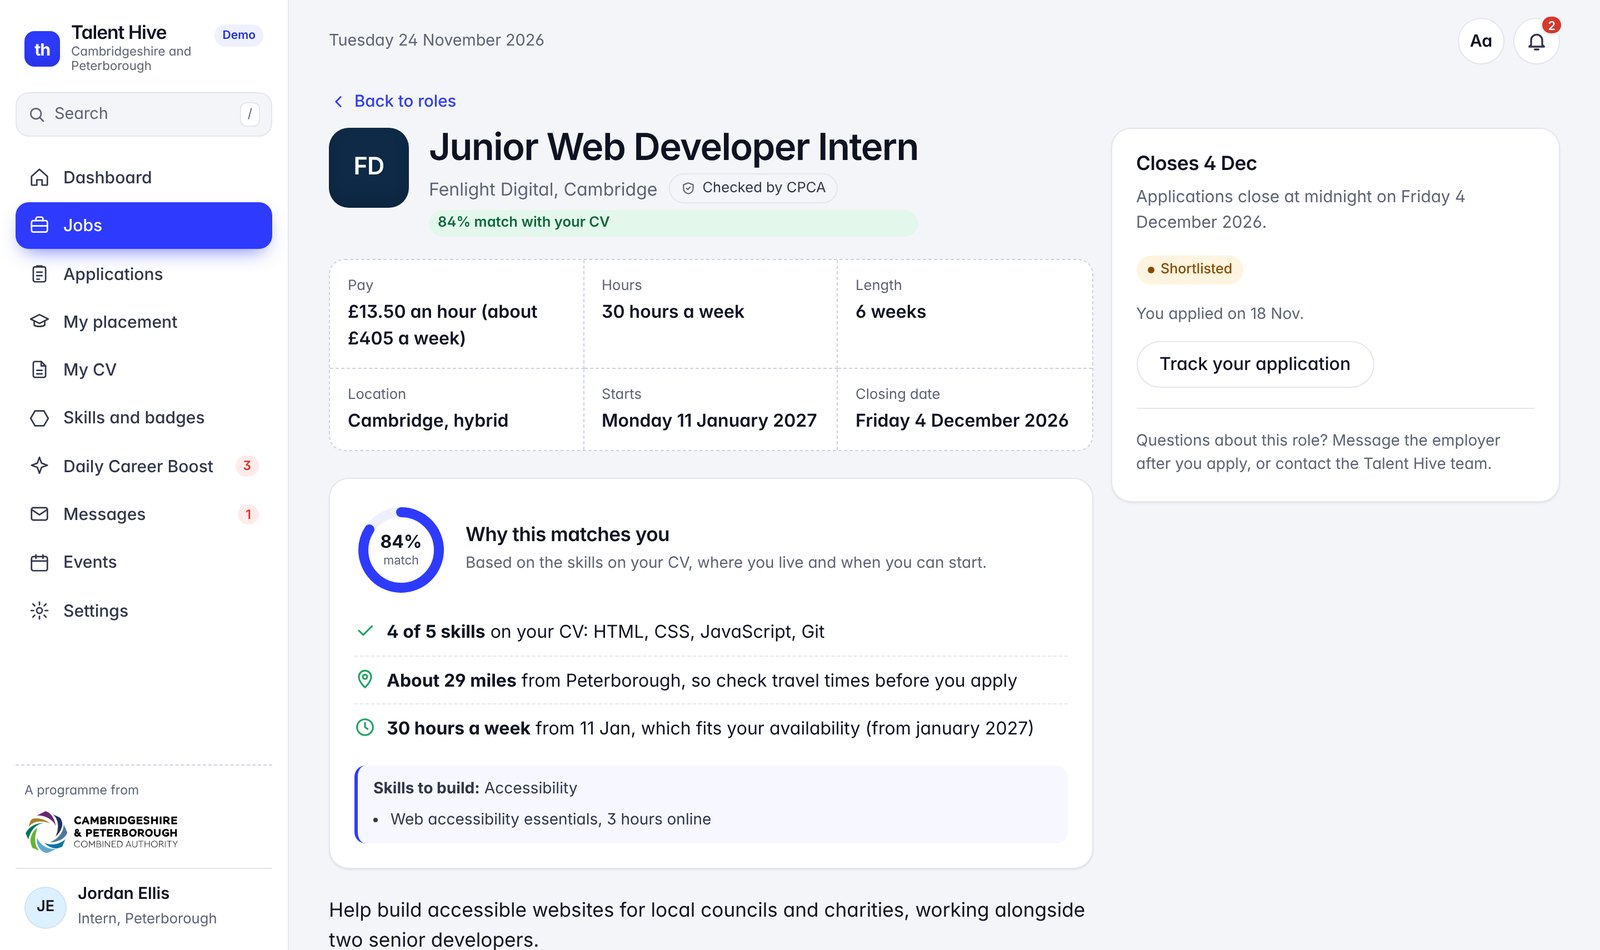 th
Talent Hive
Demo
Cambridgeshire and
Peterborough
Search
/
Dashboard
Jobs
Applications
My placement
My CV
Skills and badges
Daily Career Boost
3
Messages
1
Events
Settings
A programme from
CAMBRIDGESHIRE
& PETERBOROUGH
COMBINED AUTHORITY
JE
Jordan Ellis
Intern, Peterborough
Tuesday 24 November 2026
Aa
2
Back to roles
FD
Junior Web Developer Intern
Fenlight Digital, Cambridge
Checked by CPCA
84% match with your CV
Pay
£13.50 an hour (about
£405 a week)
Hours
30 hours a week
Length
6 weeks
Location
Cambridge, hybrid
Starts
Monday 11 January 2027
Closing date
Friday 4 December 2026
84%
match
Why this matches you
Based on the skills on your CV, where you live and when you can start.
4 of 5 skills on your CV: HTML, CSS, JavaScript, Git
About 29 miles from Peterborough, so check travel times before you apply
30 hours a week from 11 Jan, which fits your availability (from january 2027)
Skills to build: Accessibility
• Web accessibility essentials, 3 hours online
Help build accessible websites for local councils and charities, working alongside
two senior developers.
Closes 4 Dec
Applications close at midnight on Friday 4
December 2026.
Shortlisted
You applied on 18 Nov.
Track your application
Questions about this role? Message the employer
after you apply, or contact the Talent Hive team.